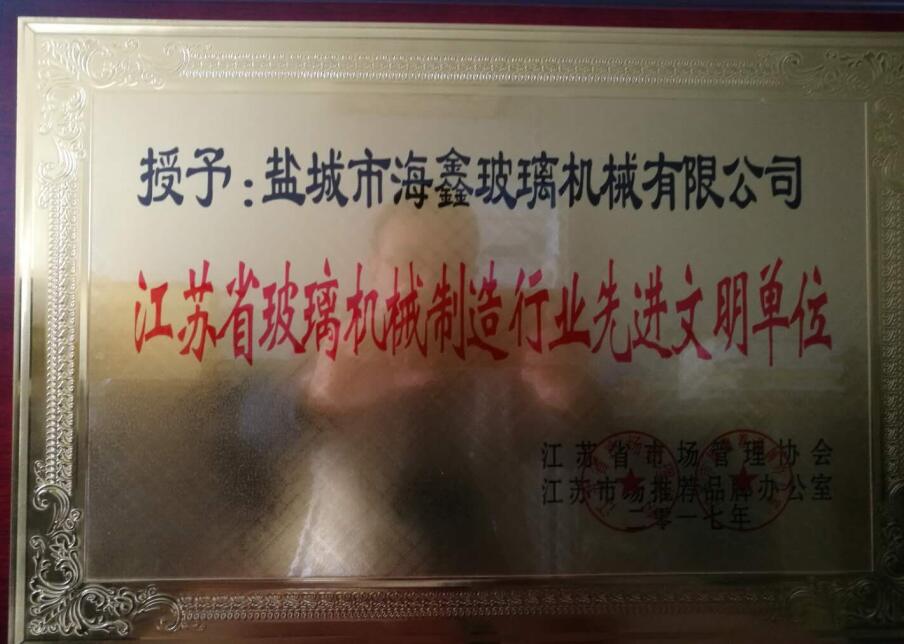 授予:盐城市海鑫玻璃机械有限公司
江苏省玻璃机械制造行业先进文明单位
江苏省市场管理协会
江苏市场推荐品牌办公室
二零一七年